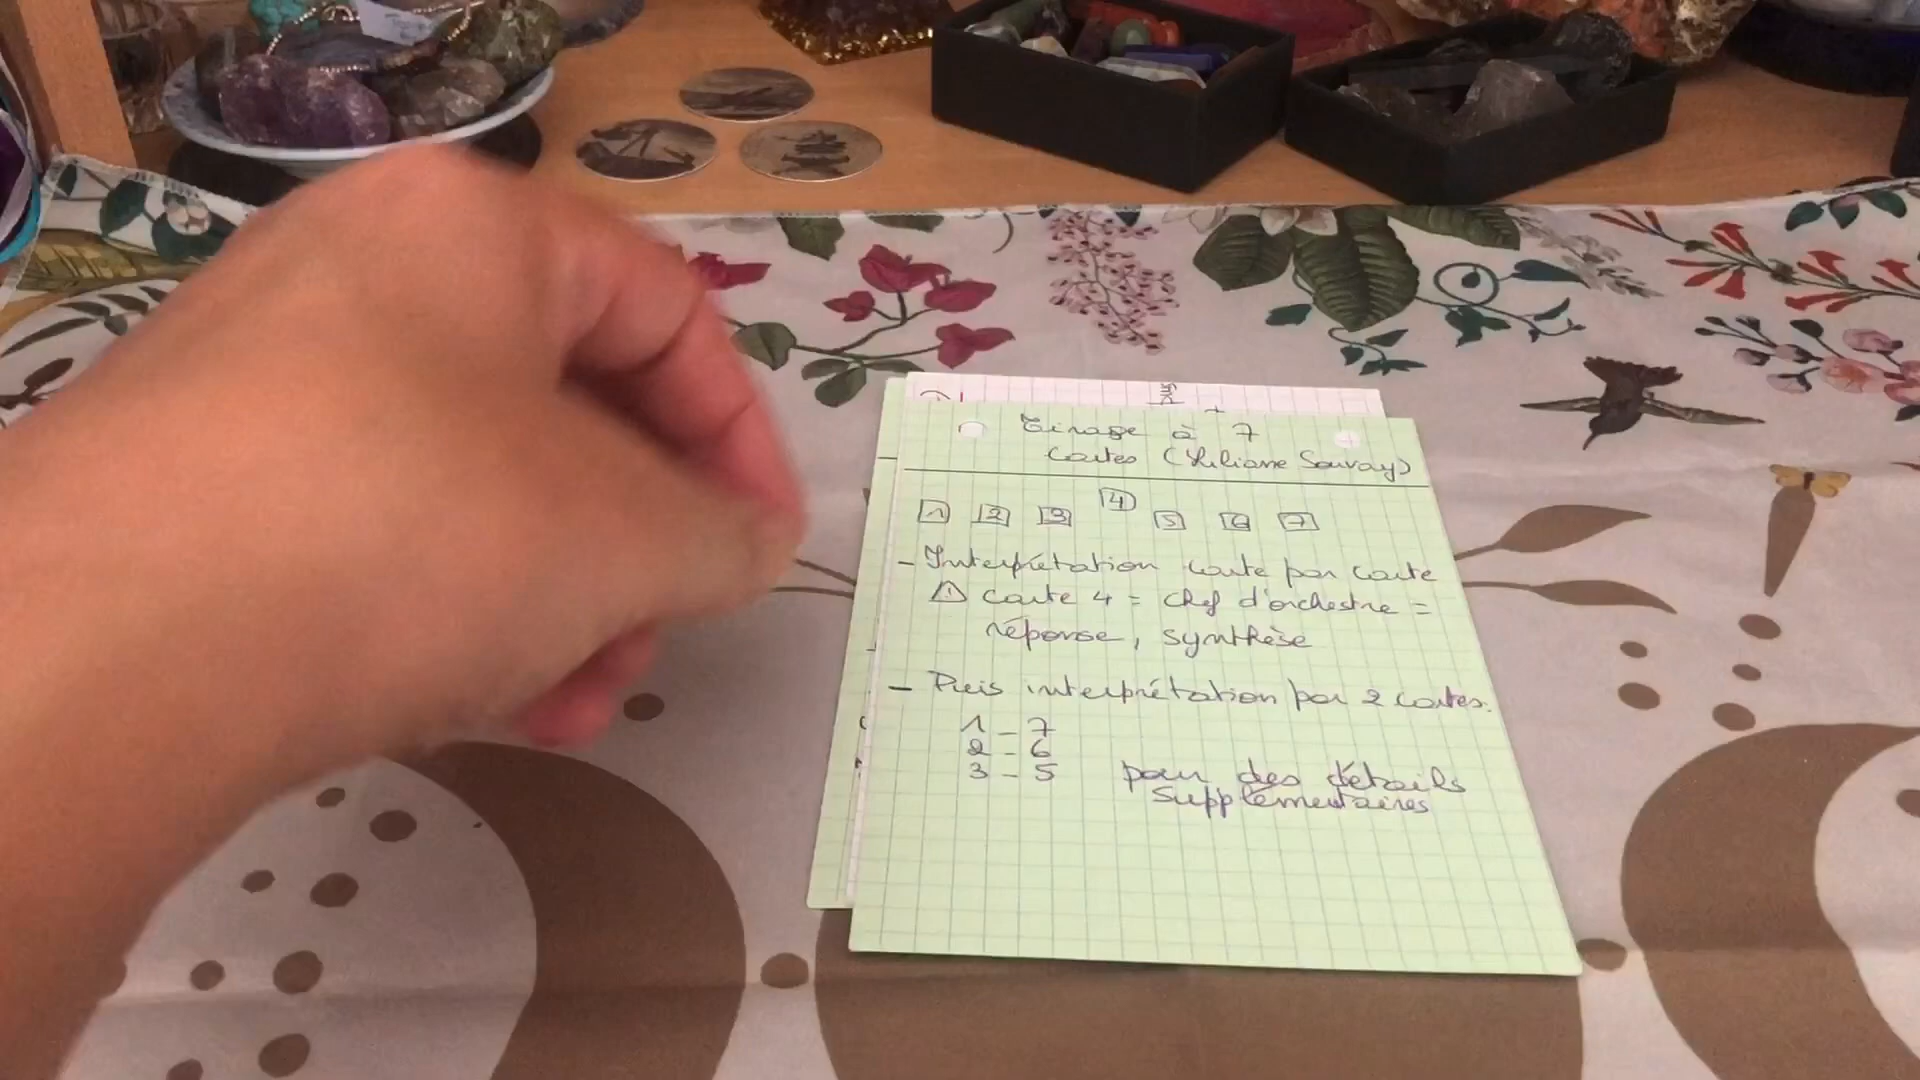 Tirage à 7
Cartes (Liliane Sauvay)
1 2 3 4 5 6 7
- Interprétation carte par carte
⚠ carte 4 = chef d'orchestre =
réponse, synthèse
- Puis interprétation par 2 cartes.
1 - 7
2 - 6
3 - 5 pour des détails
supplémentaires